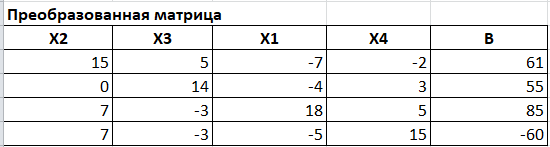 Преобразованная матрица
X2 X3 X1 X4 B
15 5 -7 -2 61
0 14 -4 3 55
7 -3 18 5 85
7 -3 -5 15 -60